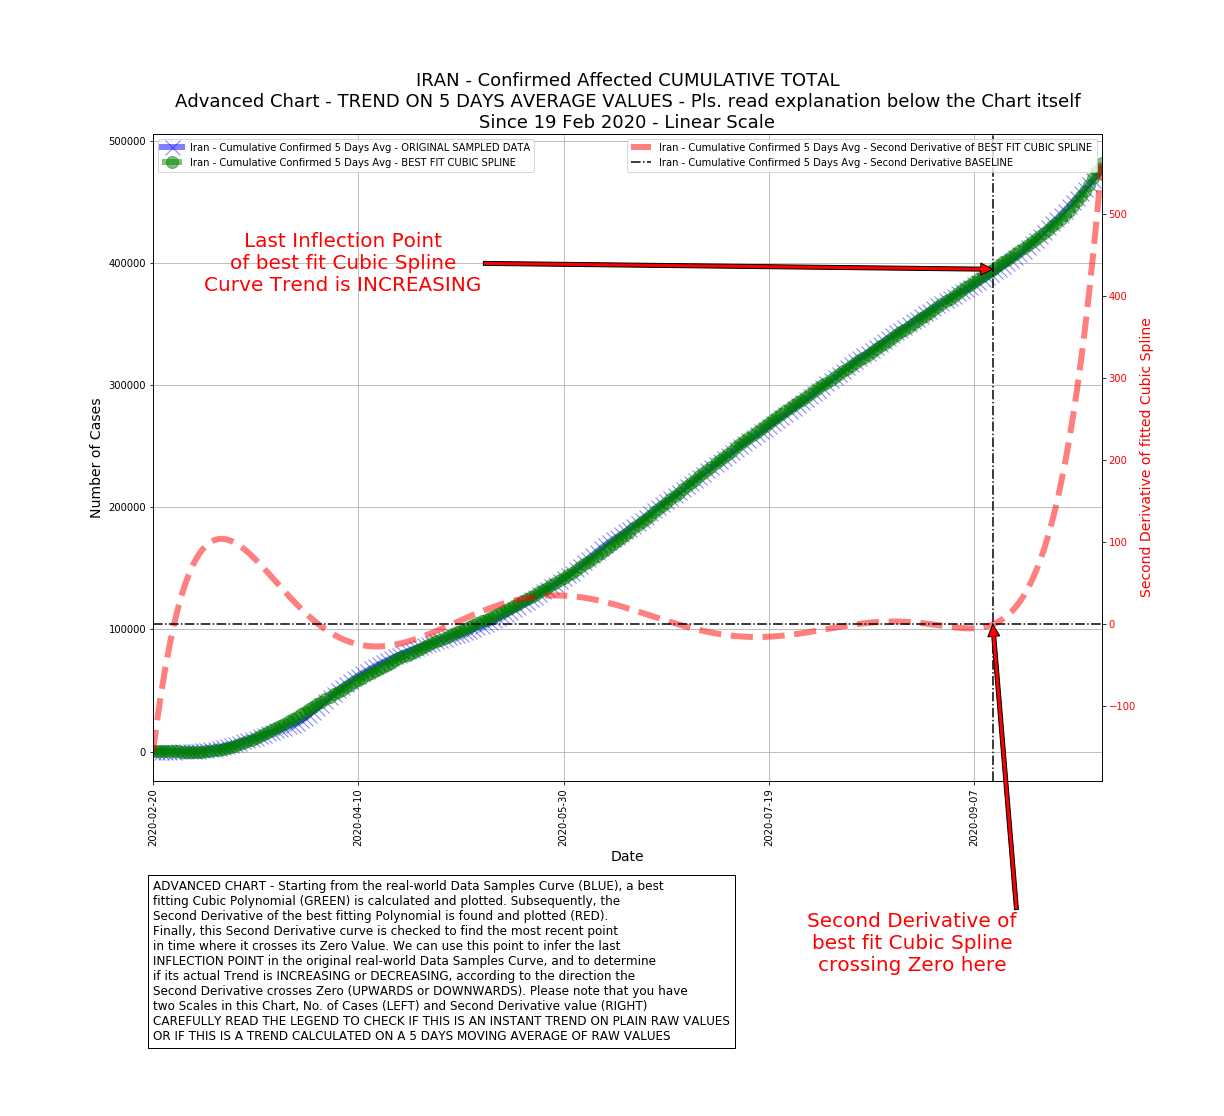 IRAN - Confirmed Affected CUMULATIVE TOTAL
Advanced Chart - TREND ON 5 DAYS AVERAGE VALUES - Pls. read explanation below the Chart itself
Since 19 Feb 2020 - Linear Scale
Iran - Cumulative Confirmed 5 Days Avg - ORIGINAL SAMPLED DATA
Iran - Cumulative Confirmed 5 Days Avg - BEST FIT CUBIC SPLINE
Iran - Cumulative Confirmed 5 Days Avg - Second Derivative of BEST FIT CUBIC SPLINE
Iran - Cumulative Confirmed 5 Days Avg - Second Derivative BASELINE
Last Inflection Point
of best fit Cubic Spline
Curve Trend is INCREASING
Number of Cases
500000
400000
300000
200000
100000
0
Second Derivative of fitted Cubic Spline
500
400
300
200
100
0
−100
2020-02-20
2020-04-10
2020-05-30
2020-07-19
2020-09-07
Date
ADVANCED CHART - Starting from the real-world Data Samples Curve (BLUE), a best
fitting Cubic Polynomial (GREEN) is calculated and plotted. Subsequently, the
Second Derivative of the best fitting Polynomial is found and plotted (RED).
Finally, this Second Derivative curve is checked to find the most recent point
in time where it crosses its Zero Value. We can use this point to infer the last
INFLECTION POINT in the original real-world Data Samples Curve, and to determine
if its actual Trend is INCREASING or DECREASING, according to the direction the
Second Derivative crosses Zero (UPWARDS or DOWNWARDS). Please note that you have
two Scales in this Chart, No. of Cases (LEFT) and Second Derivative value (RIGHT)
CAREFULLY READ THE LEGEND TO CHECK IF THIS IS AN INSTANT TREND ON PLAIN RAW VALUES
OR IF THIS IS A TREND CALCULATED ON A 5 DAYS MOVING AVERAGE OF RAW VALUES
Second Derivative of
best fit Cubic Spline
crossing Zero here